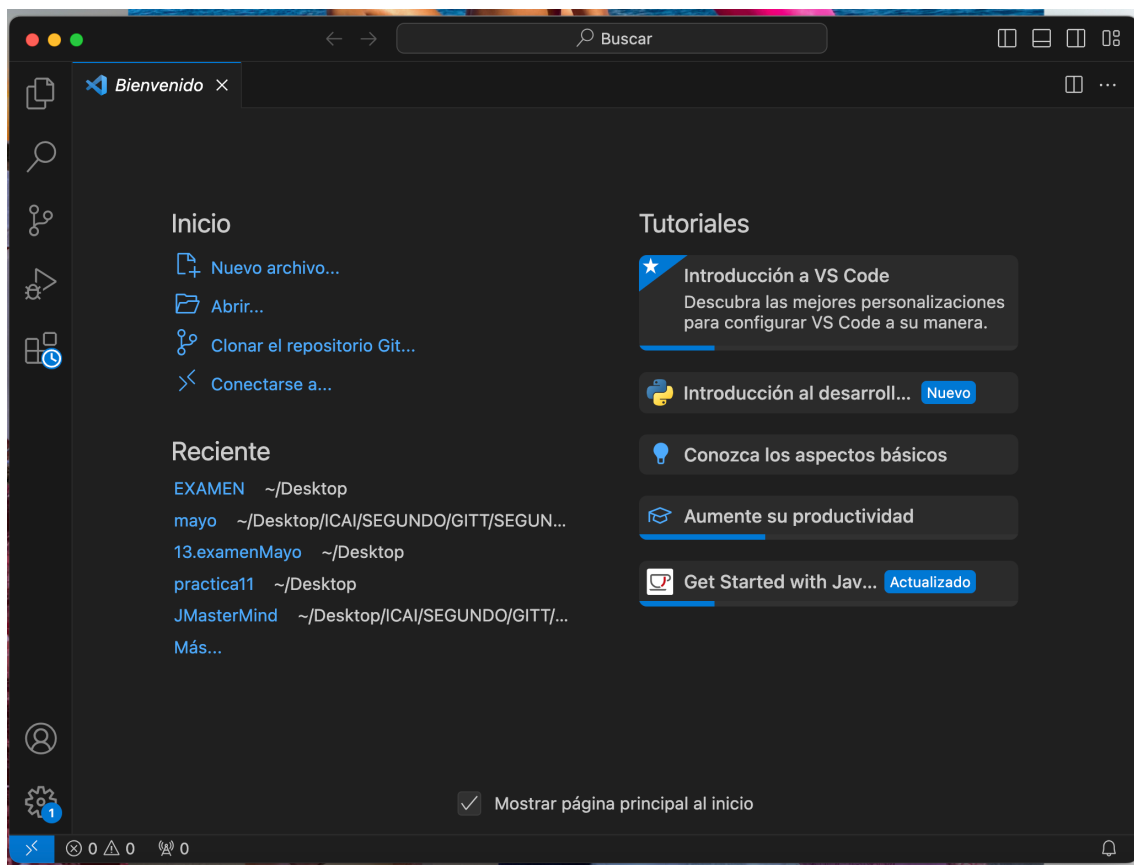 Buscar
Bienvenido
Inicio
Nuevo archivo...
Abrir...
Clonar el repositorio Git...
Conectarse a...
Reciente
EXAMEN ~/Desktop
mayo ~/Desktop/ICAI/SEGUNDO/GITT/SEGUN...
13.examenMayo ~/Desktop
practica11 ~/Desktop
JMasterMind ~/Desktop/ICAI/SEGUNDO/GITT/...
Más...
Tutoriales
Introducción a VS Code
Descubra las mejores personalizaciones
para configurar VS Code a su manera.
Introducción al desarroll... Nuevo
Conozca los aspectos básicos
Aumente su productividad
Get Started with Jav... Actualizado
Mostrar página principal al inicio
1
0 0 0